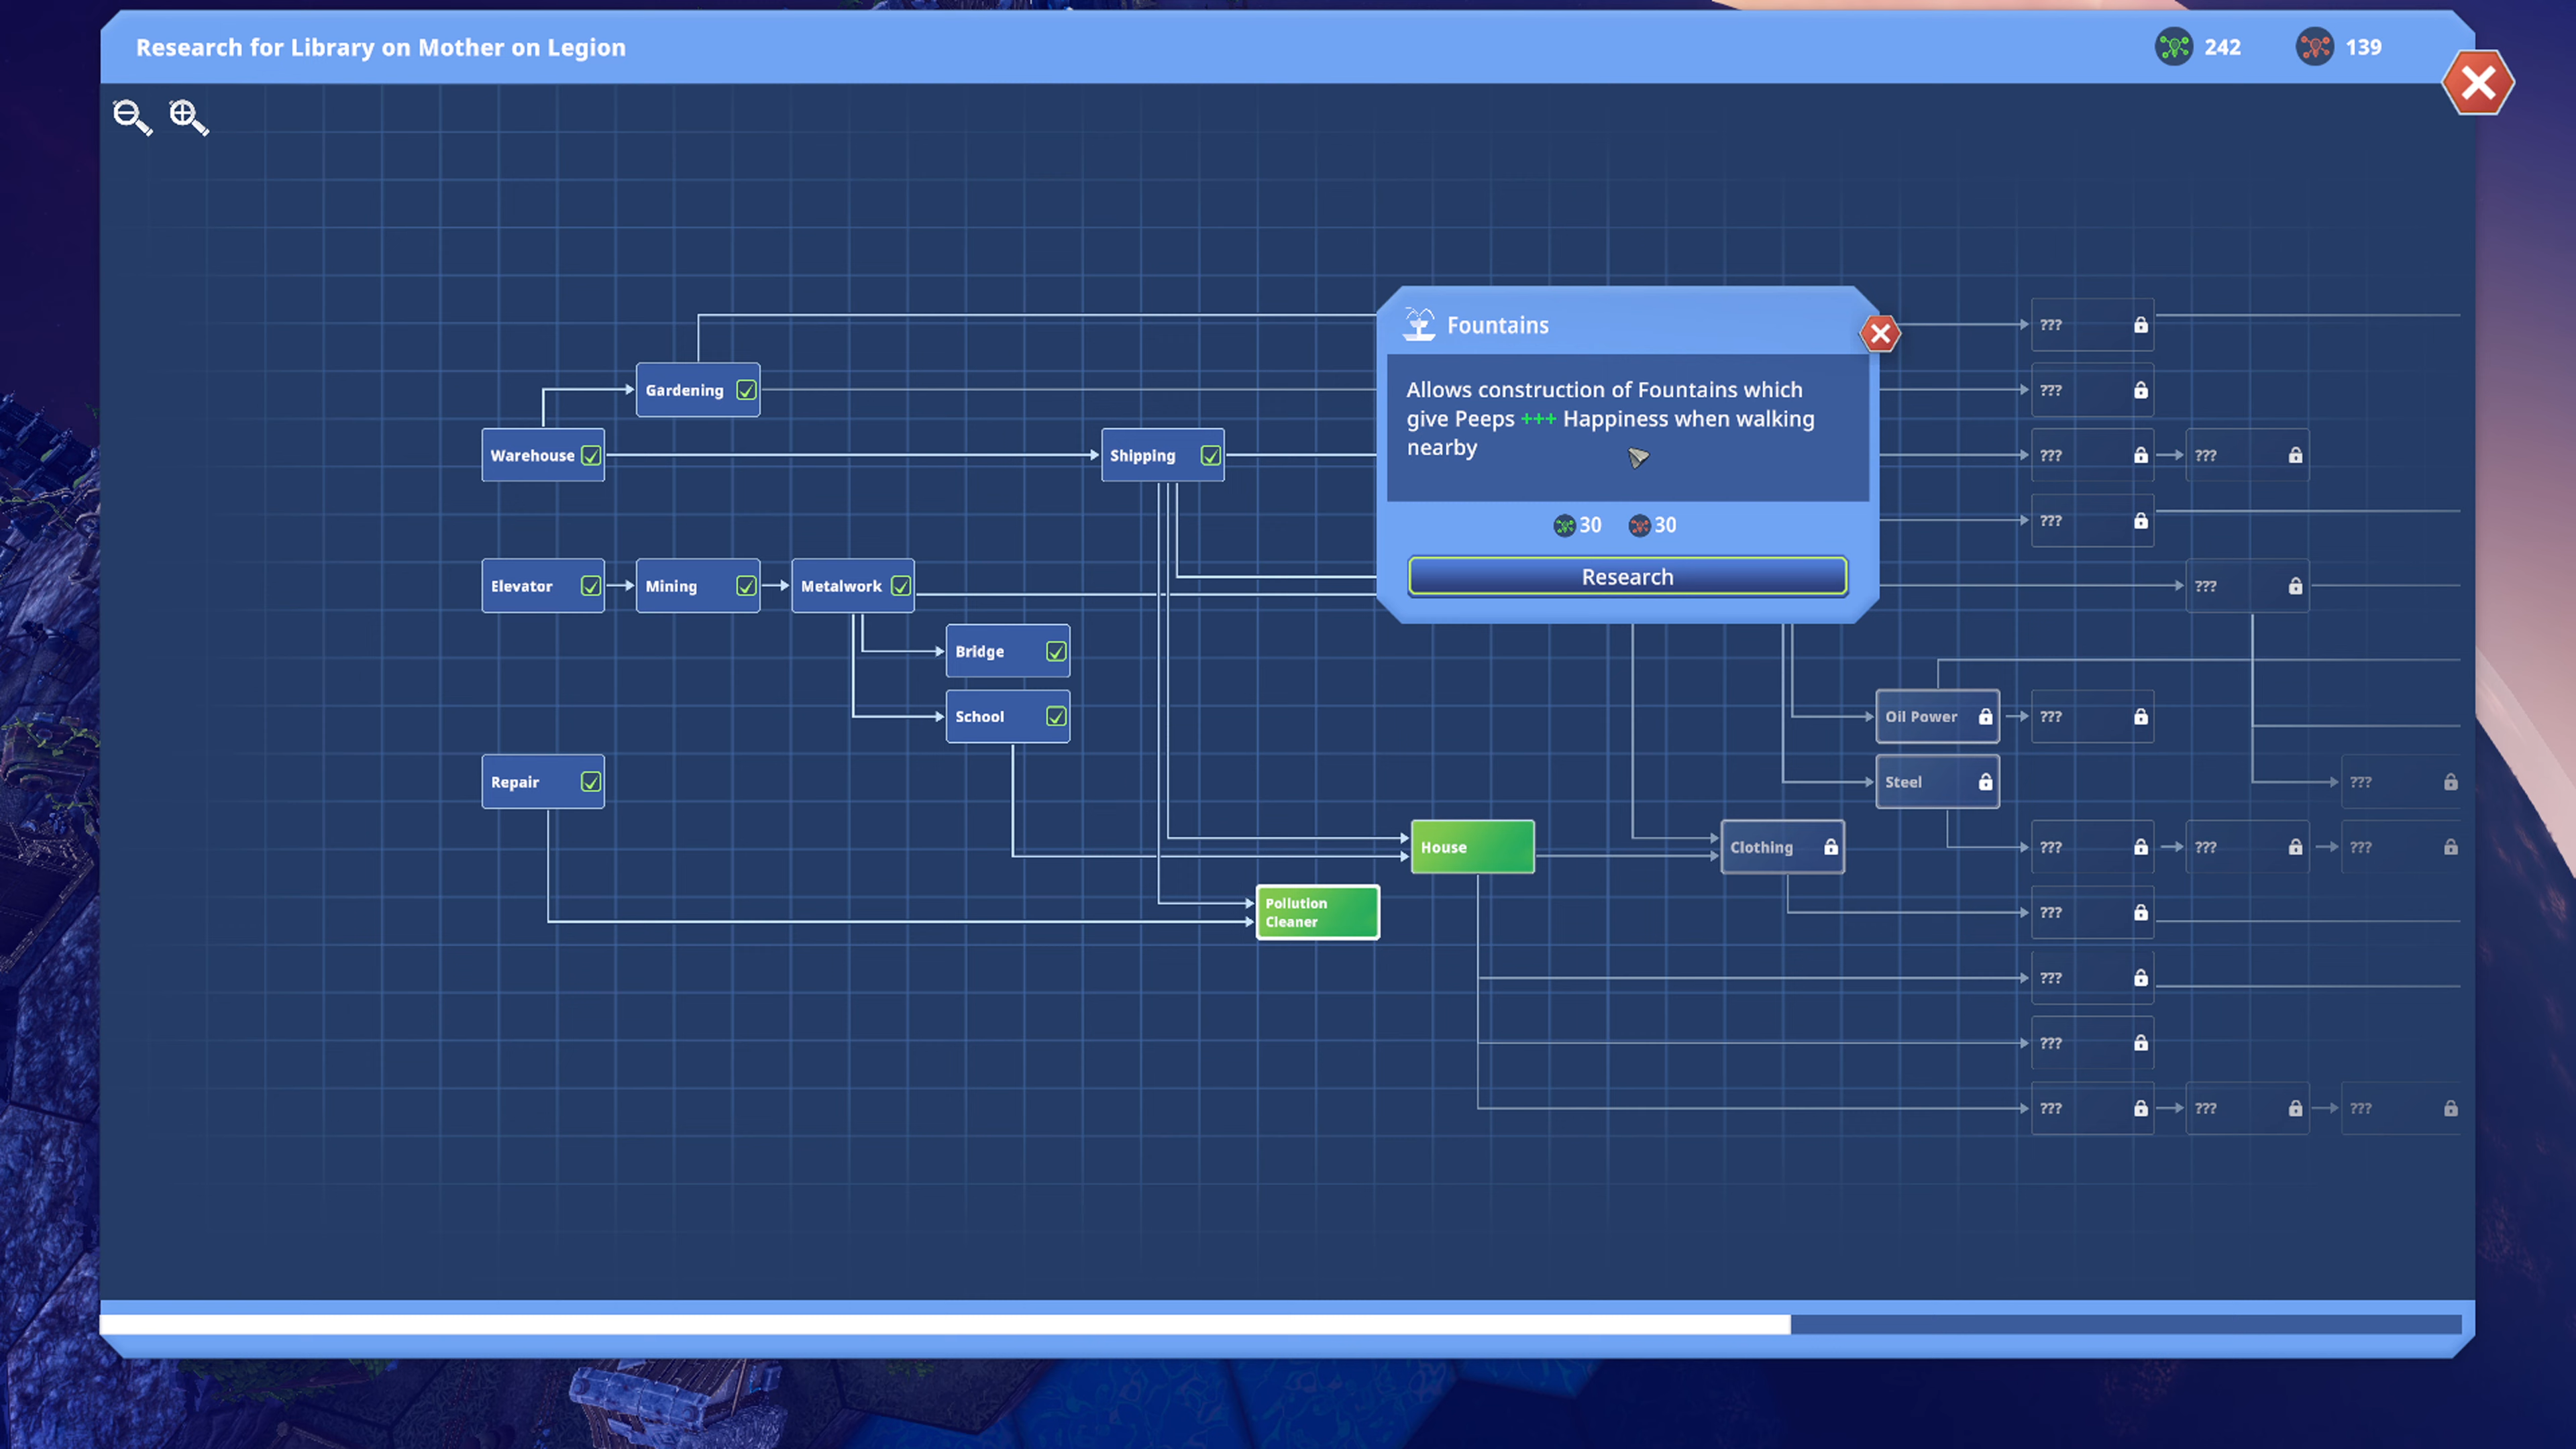 Research for Library on Mother on Legion
242
139
Fountains
Allows construction of Fountains which
give Peeps +++ Happiness when walking
nearby
30
30
Research
???
Gardening
???
Warehouse
Shipping
???
???
???
Elevator
Mining
Metalwork
???
Bridge
School
Oil Power
???
Repair
Steel
???
House
Clothing
???
???
???
Pollution
Cleaner
???
???
???
???
???
???